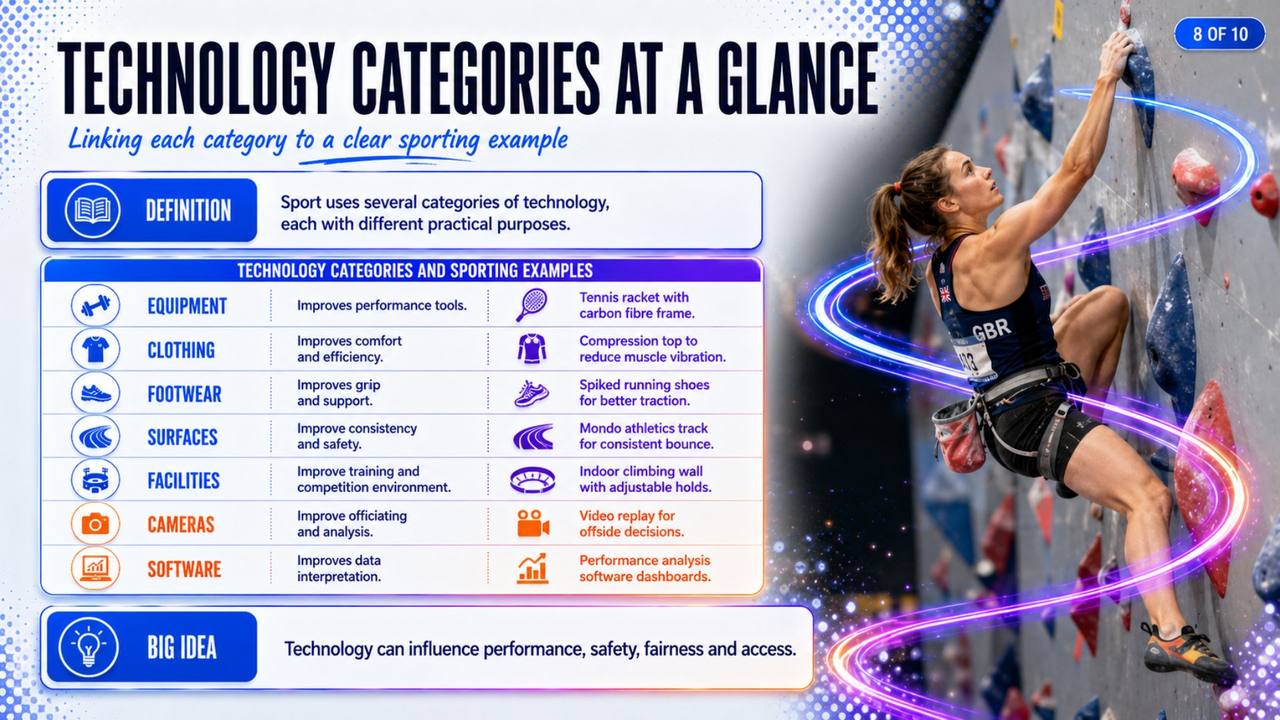 8 OF 10
TECHNOLOGY CATEGORIES AT A GLANCE
Linking each category to a clear sporting example
DEFINITION
Sport uses several categories of technology,
each with different practical purposes.
TECHNOLOGY CATEGORIES AND SPORTING EXAMPLES
EQUIPMENT
Improves performance tools.
Tennis racket with
carbon fibre frame.
CLOTHING
Improves comfort
and efficiency.
Compression top to
reduce muscle vibration.
FOOTWEAR
Improves grip
and support.
Spiked running shoes
for better traction.
SURFACES
Improve consistency
and safety.
Mondo athletics track
for consistent bounce.
FACILITIES
Improve training and
competition environment.
Indoor climbing wall
with adjustable holds.
CAMERAS
Improve officiating
and analysis.
Video replay for
offside decisions.
SOFTWARE
Improves data
interpretation.
Performance analysis
software dashboards.
BIG IDEA
Technology can influence performance, safety, fairness and access.
GBR